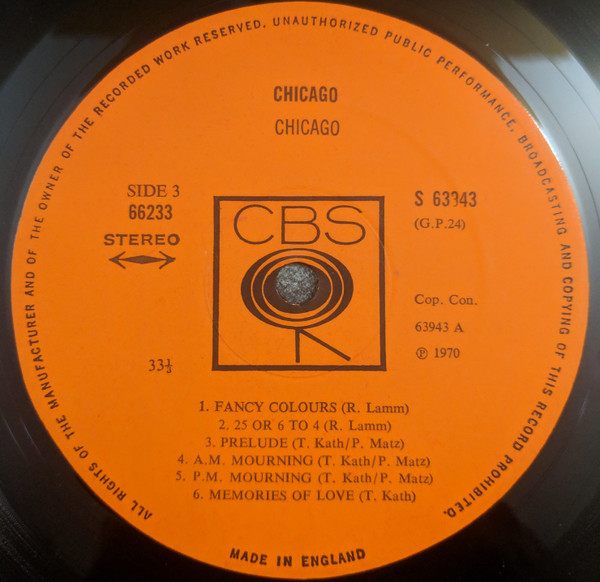 ALL RIGHTS OF THE MANUFACTURER AND OF THE OWNER OF THE RECORDED WORK RESERVED. UNAUTHORIZED PUBLIC PERFORMANCE, BROADCASTING AND COPYING OF THIS RECORD PROHIBITED.
CHICAGO
CHICAGO
SIDE 3
66233
STEREO
S 63943
(G.P.24)
CBS
Cop. Con.
63943 A
℗ 1970
33⅓
1. FANCY COLOURS (R. Lamm)
2. 25 OR 6 TO 4 (R. Lamm)
3. PRELUDE (T. Kath/P. Matz)
4. A.M. MOURNING (T. Kath/P. Matz)
5. P.M. MOURNING (T. Kath/P. Matz)
6. MEMORIES OF LOVE (T. Kath)
MADE IN ENGLAND